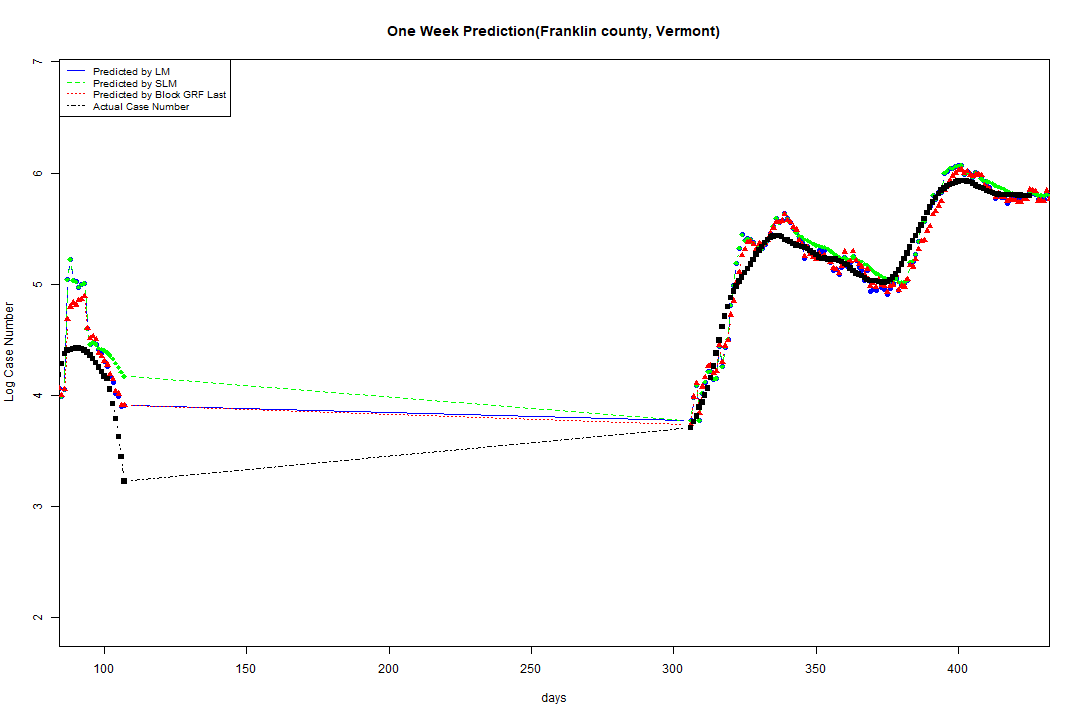 One Week Prediction(Franklin county, Vermont)
Predicted by LM
Predicted by SLM
Predicted by Block GRF Last
Actual Case Number
7
6
5
4
3
2
Log Case Number
100 150 200 250 300 350 400
days